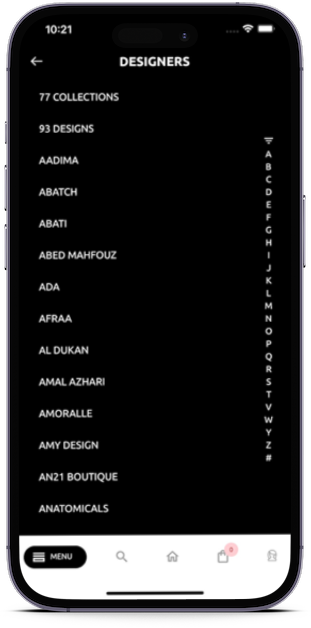 10:21
DESIGNERS
77 COLLECTIONS
93 DESIGNS
AADIMA
ABATCH
ABATI
ABED MAHFOUZ
ADA
AFRAA
AL DUKAN
AMAL AZHARI
AMORALLE
AMY DESIGN
AN21 BOUTIQUE
ANATOMICALS
A
B
C
D
E
F
G
H
I
J
K
L
M
N
O
P
Q
R
S
T
V
W
Y
Z
#
MENU